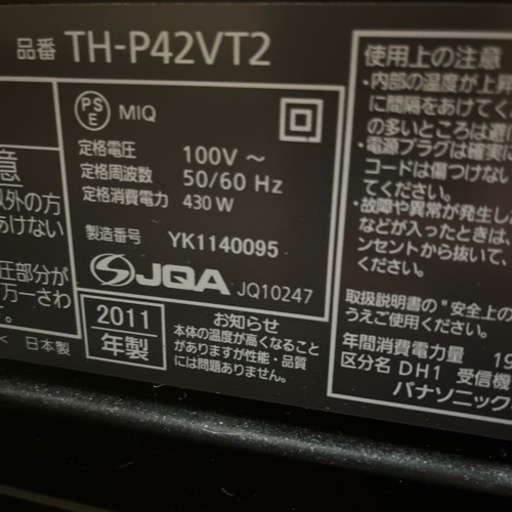 品番 TH-P42VT2
PS
E
MIQ
定格電圧 100V ～
定格周波数 50/60 Hz
定格消費電力 430 W
製造番号 YK1140095
JQA JQ10247
2011
年製
お知らせ
本体の温度が高くなること
がありますが性能・品質
には問題ありません。
意
以外の方
あけない
圧部分が
万一さわ
日本製
使用上の注意
・内部の温度が上昇
に間隔をあけてく
の多いところは避け
・電源プラグは確実に
コードは傷つけない
てください。
・故障や異常が発生し
などが入ったときは、
ンセントから抜いて、
ください。
取扱説明書の"安全上の
うえご使用ください。
年間消費電力量 19
区分名 DH1 受信機
パナソニック